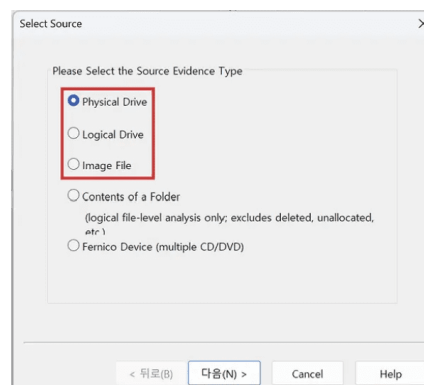 Select Source
Please Select the Source Evidence Type
Physical Drive
Logical Drive
Image File
Contents of a Folder
(logical file-level analysis only; excludes deleted, unallocated,
etc.)
Fernico Device (multiple CD/DVD)
< 뒤로(B) 다음(N) > Cancel Help